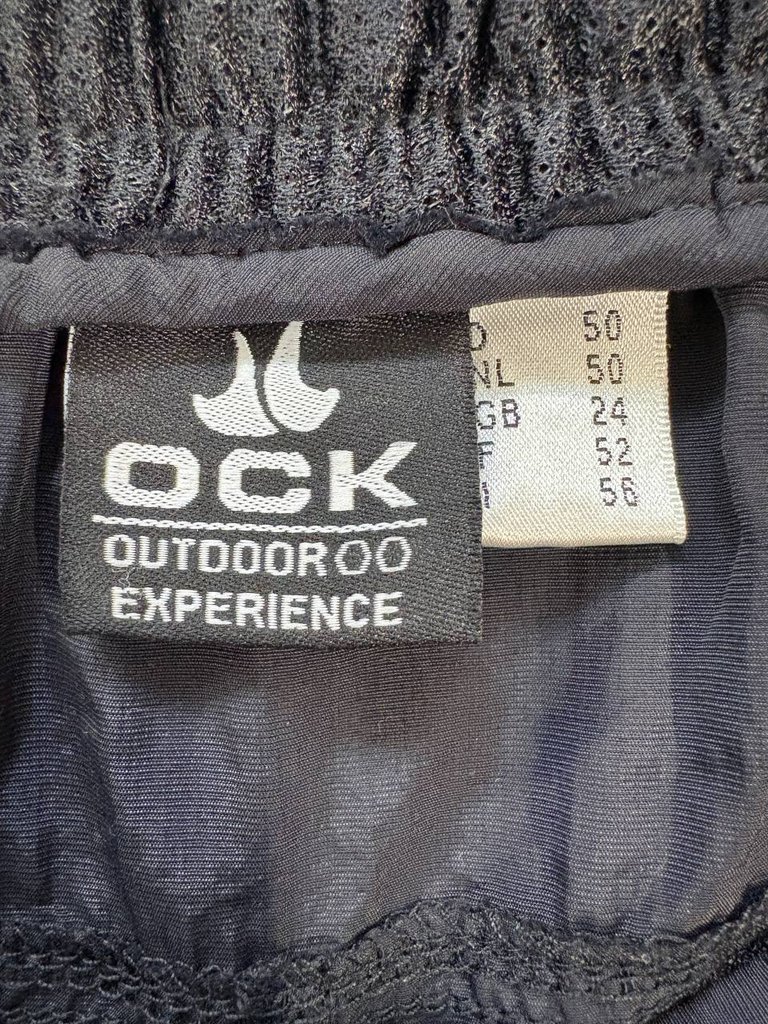 OCK
OUTDOOR
EXPERIENCE
D 50
NL 50
GB 24
F 52
56